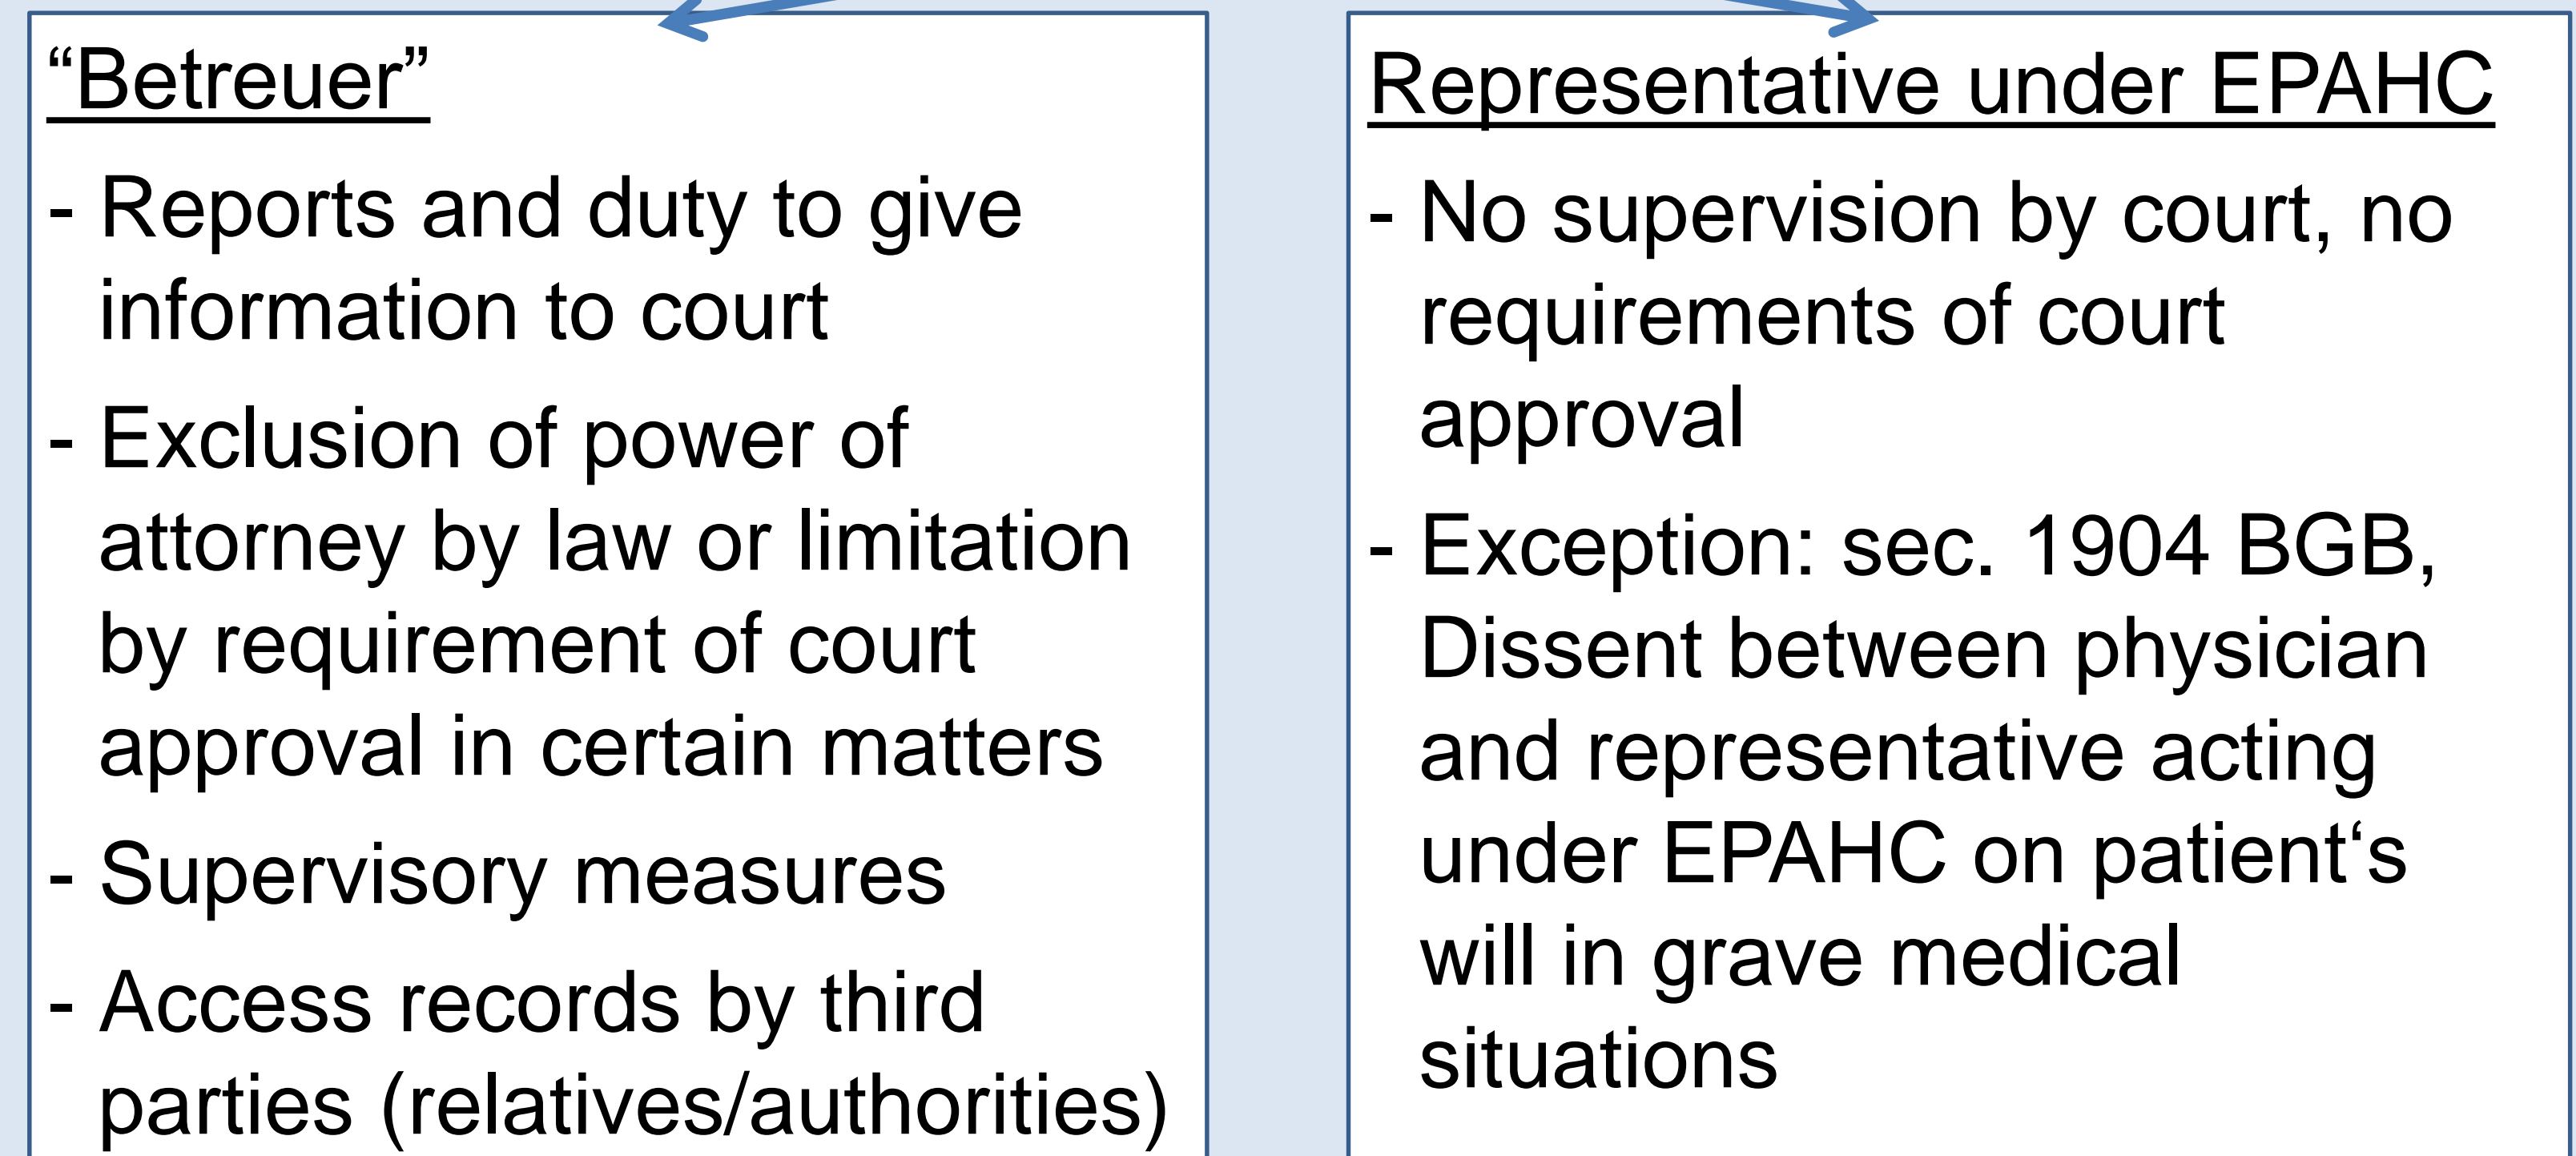 “Betreuer”
- Reports and duty to give
information to court
- Exclusion of power of
attorney by law or limitation
by requirement of court
approval in certain matters
- Supervisory measures
- Access records by third
parties (relatives/authorities)
Representative under EPAHC
- No supervision by court, no
requirements of court
approval
- Exception: sec. 1904 BGB,
Dissent between physician
and representative acting
under EPAHC on patient‘s
will in grave medical
situations